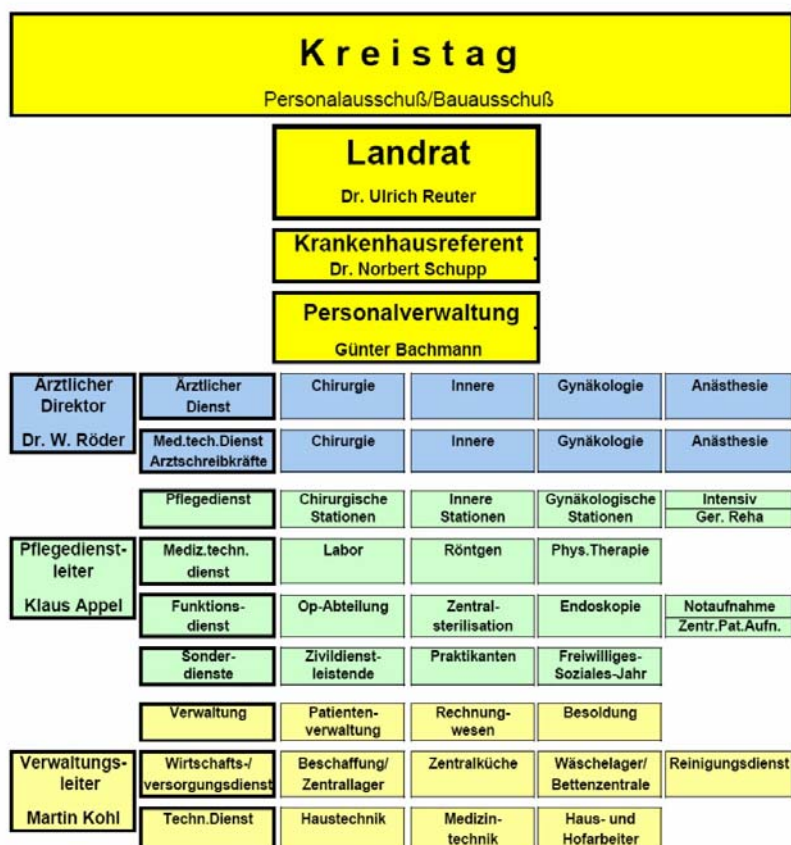 K r e i s t a g
Personalausschuß/Bauausschuß
Landrat
Dr. Ulrich Reuter
Krankenhausreferent
Dr. Norbert Schupp
Personalverwaltung
Günter Bachmann
Ärztlicher
Direktor
Dr. W. Röder
Ärztlicher
Dienst
Chirurgie
Innere
Gynäkologie
Anästhesie
Med.tech.Dienst
Arztschreibkräfte
Chirurgie
Innere
Gynäkologie
Anästhesie
Pflegedienst-
leiter
Klaus Appel
Pflegedienst
Chirurgische
Stationen
Innere
Stationen
Gynäkologische
Stationen
Intensiv
Ger. Reha
Mediz.techn.
dienst
Labor
Röntgen
Phys.Therapie
Funktions-
dienst
Op-Abteilung
Zentral-
sterilisation
Endoskopie
Notaufnahme
Zentr.Pat.Aufn.
Sonder-
dienste
Zivildienst-
leistende
Praktikanten
Freiwilliges-
Soziales-Jahr
Verwaltungs-
leiter
Martin Kohl
Verwaltung
Patienten-
verwaltung
Rechnung-
wesen
Besoldung
Wirtschafts-/
versorgungsdienst
Beschaffung/
Zentrallager
Zentralküche
Wäschelager/
Bettenzentrale
Reinigungsdienst
Techn.Dienst
Haustechnik
Medizin-
technik
Haus- und
Hofarbeiter